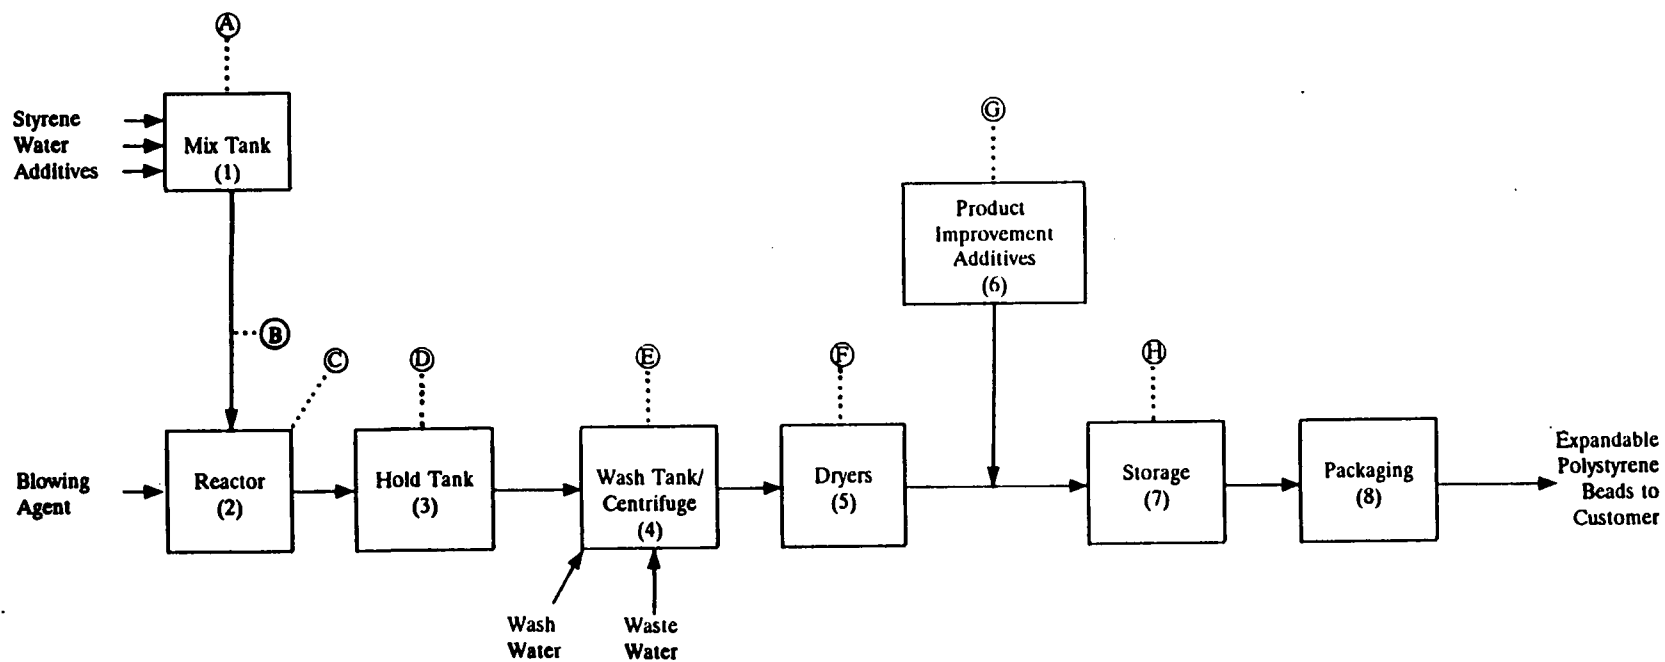 A
Styrene
Water
Additives
Mix Tank
(1)
G
Product
Improvement
Additives
(6)
B
C
D
E
F
H
Blowing
Agent
Reactor
(2)
Hold Tank
(3)
Wash Tank/
Centrifuge
(4)
Dryers
(5)
Storage
(7)
Packaging
(8)
Expandable
Polystyrene
Beads to
Customer
Wash
Water
Waste
Water